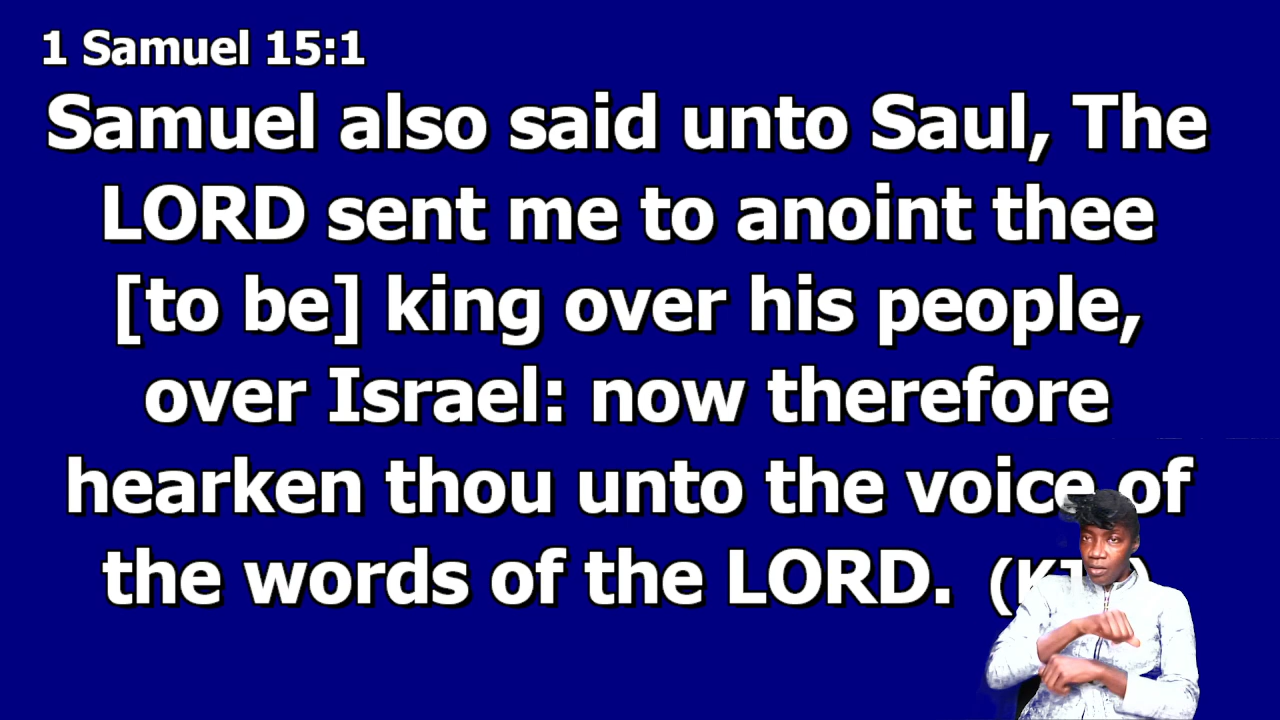 1 Samuel 15:1
Samuel also said unto Saul, The
LORD sent me to anoint thee
[to be] king over his people,
over Israel: now therefore
hearken thou unto the voice of
the words of the LORD.